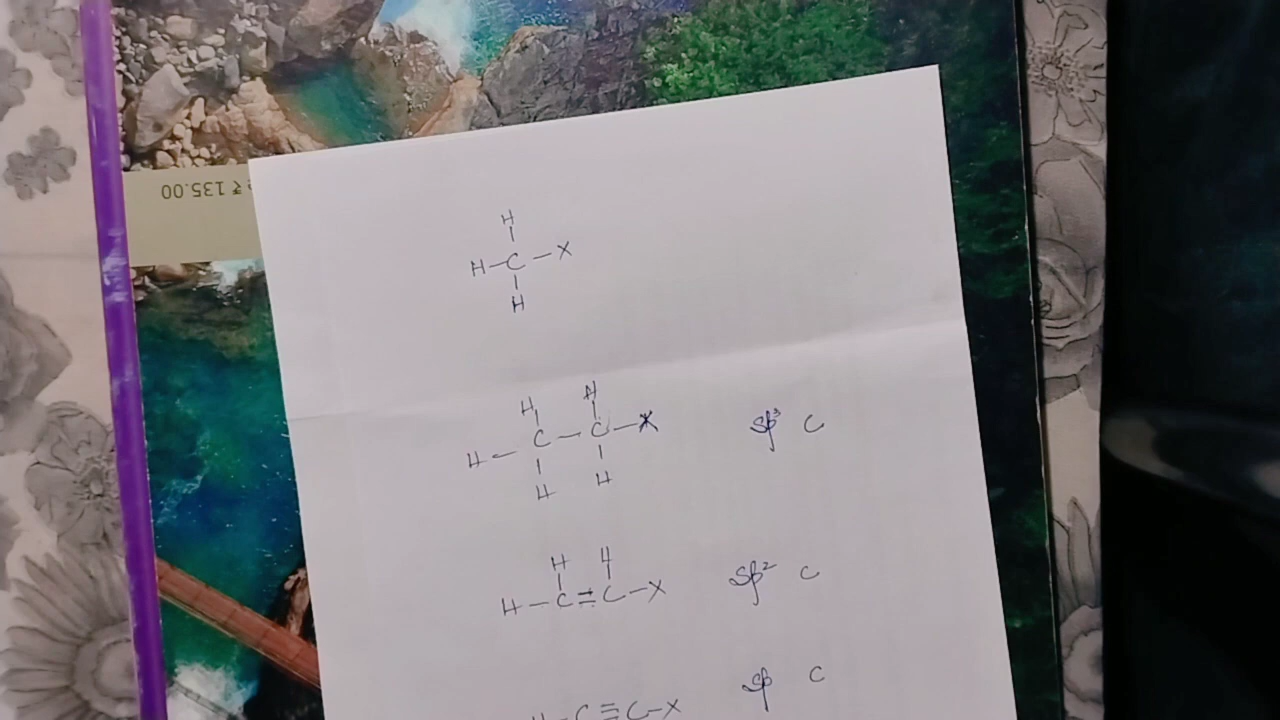 ₹ 135.00
H
H-C-X
H
H H
H-C-C-X sp³ C
H H
H H
H-C=C-X sp² C
H-C≡C-X sp C